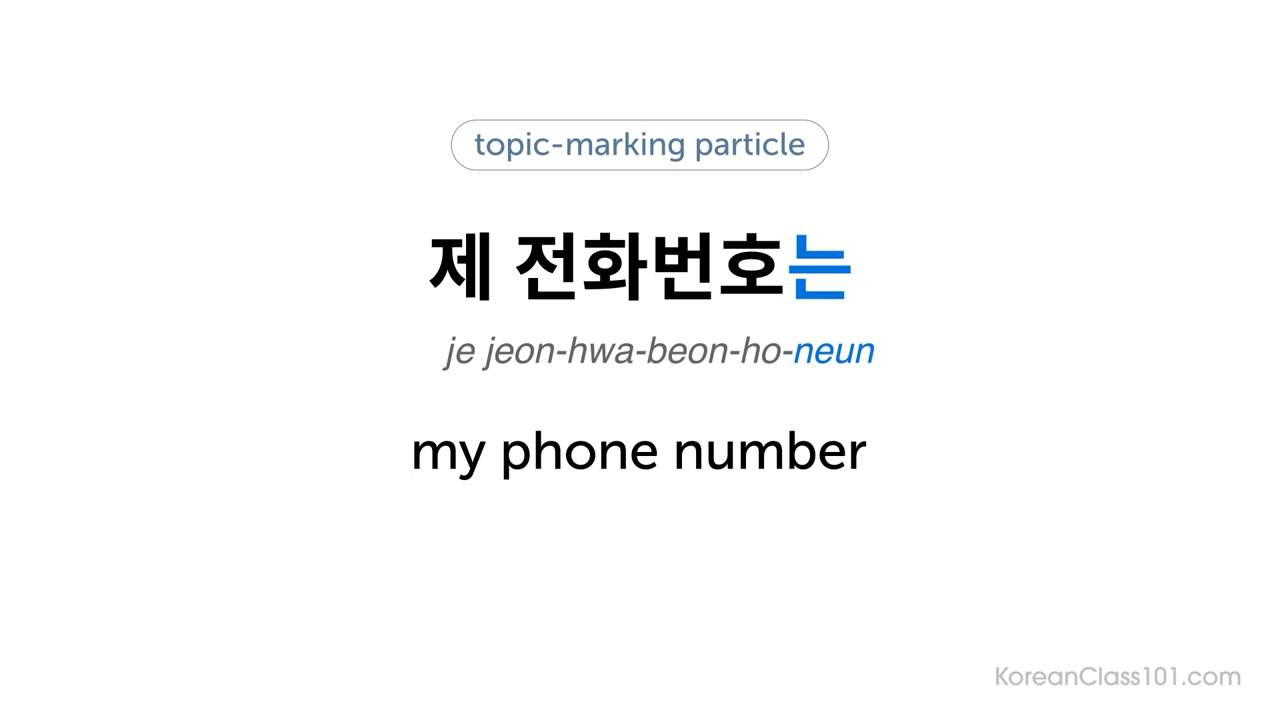 topic-marking particle
제 전화번호는
je jeon-hwa-beon-ho-neun
my phone number
KoreanClass101.com